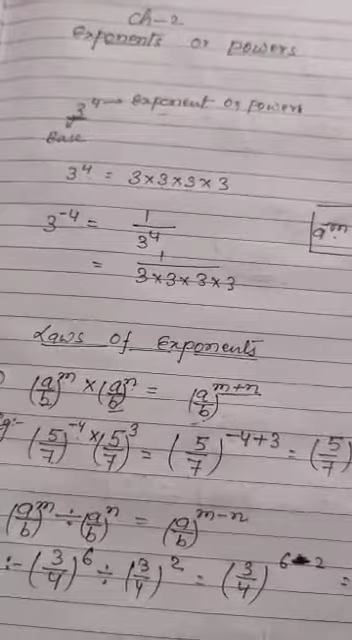 Ch-2
Exponents or powers
3⁴ → exponent or powers
Base
3⁴ = 3×3×3×3
3⁻⁴ = 1/3⁴
a⁻ᵐ
= 1/(3×3×3×3)
Laws of Exponents
(a/b)ᵐ × (a/b)ⁿ = (a/b)ᵐ⁺ⁿ
g:- (5/7)⁻⁴ × (5/7)³ = (5/7)⁻⁴⁺³ = (5/7)
(a/b)ᵐ ÷ (a/b)ⁿ = (a/b)ᵐ⁻ⁿ
:- (3/4)⁶ ÷ (3/4)² = (3/4)⁶⁻² =